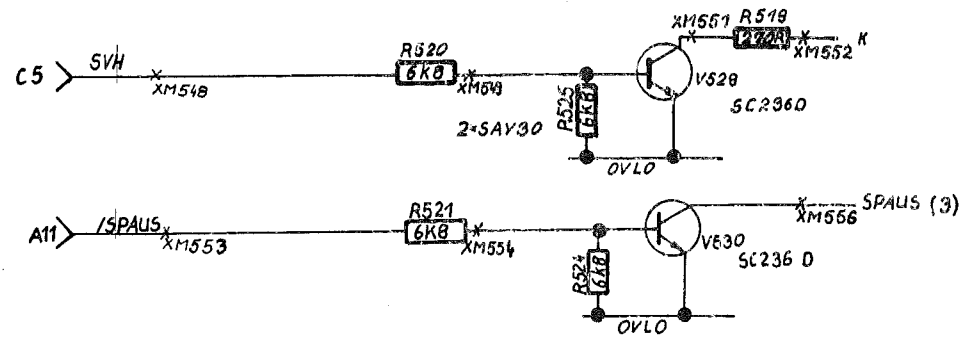 XM551 R519
270R K
XM552
R520
SVH
C5 6K8
XM548 XM549
V528
R525
6K8
SC236D
2×SAY30
OVLO
/SPAUS
A11
XM553
R521
6K8
XM554
SPAUS (3)
XM556
V530
R524
6K8
SC236 D
OVLO